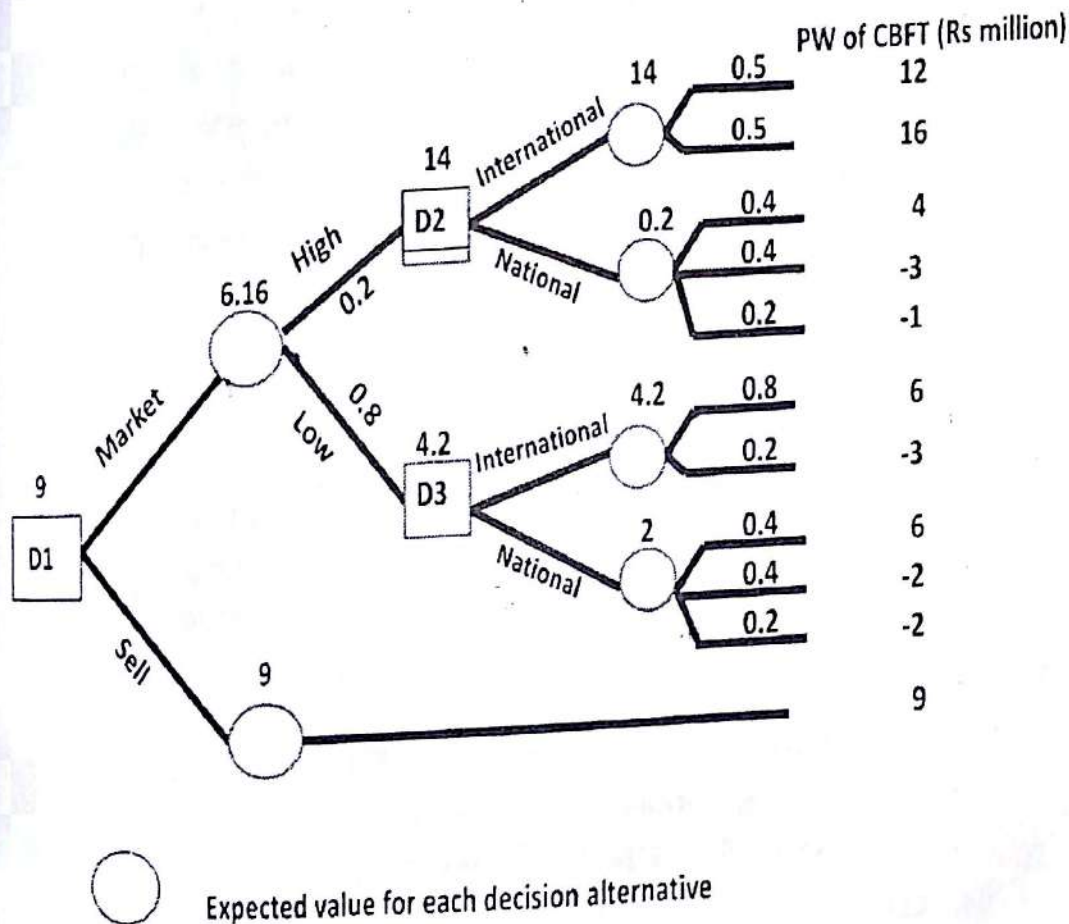 PW of CBFT (Rs million)
14
0.5
12
0.5
16
International
14
D2
0.2
0.4
4
0.4
-3
National
0.2
-1
High
0.2
6.16
Market
0.8
Low
4.2
0.8
6
0.2
-3
International
4.2
D3
2
0.4
6
0.4
-2
National
0.2
-2
9
D1
Sell
9
9
Expected value for each decision alternative